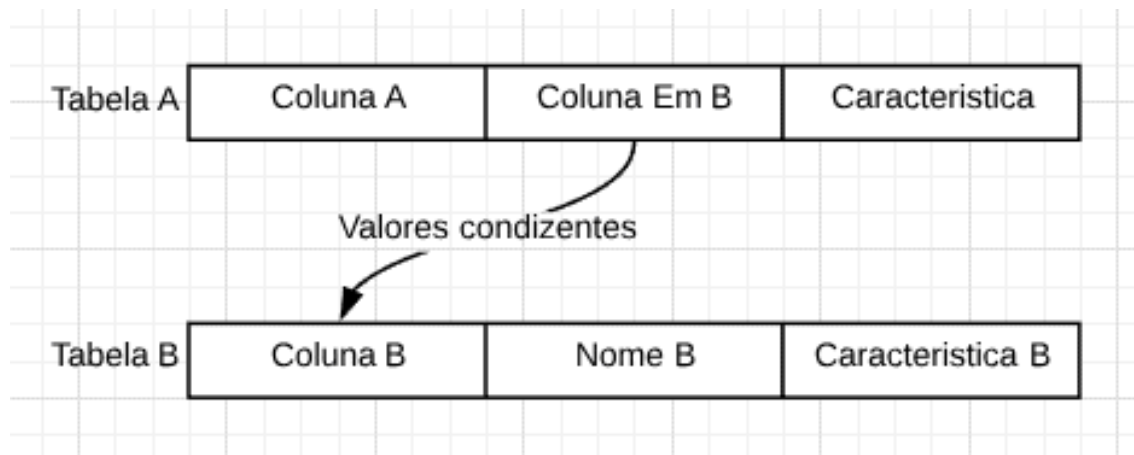 Tabela A Coluna A Coluna Em B Caracteristica
Valores condizentes
Tabela B Coluna B Nome B Caracteristica B